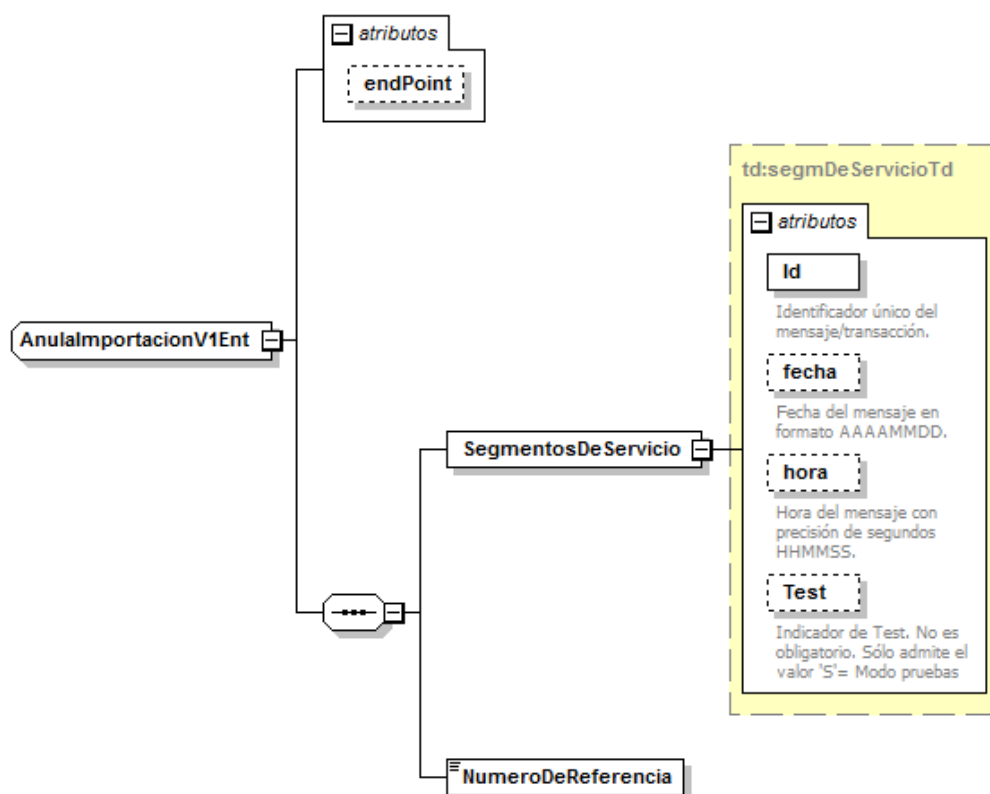 atributos
endPoint
td:segmDeServicioTd
atributos
Id
Identificador único del
mensaje/transacción.
AnulaImportacionV1Ent
fecha
Fecha del mensaje en
formato AAAAMMDD.
SegmentosDeServicio
hora
Hora del mensaje con
precisión de segundos
HHMMSS.
Test
Indicador de Test. No es
obligatorio. Sólo admite el
valor 'S'= Modo pruebas
NumeroDeReferencia